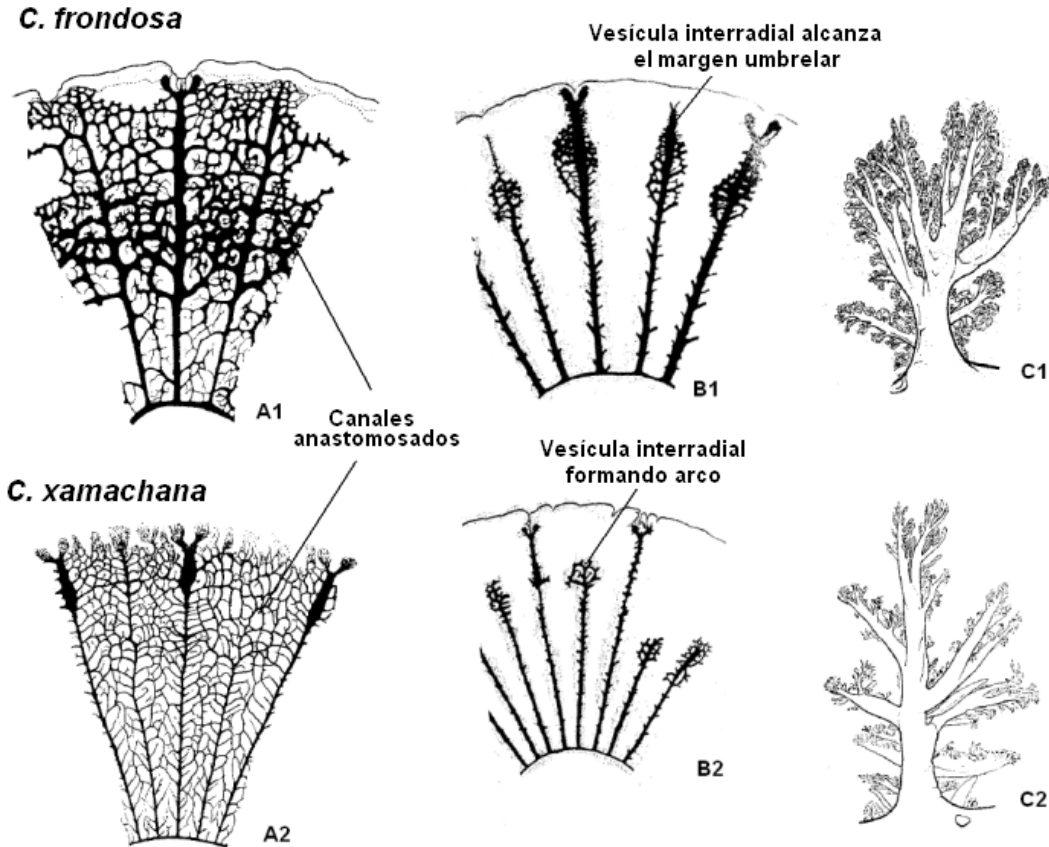 C. frondosa
Vesícula interradial alcanza
el margen umbrelar
A1
B1
C1
Canales
anastomosados
Vesícula interradial
formando arco
C. xamachana
A2
B2
C2